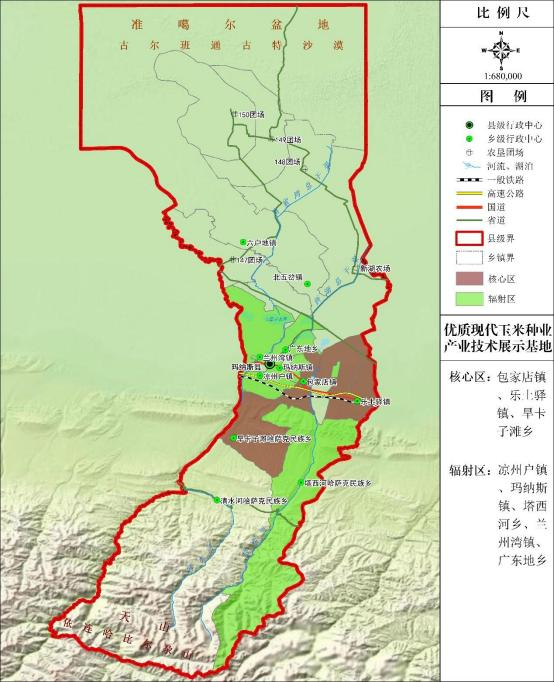 准噶尔盆地
古尔班通古特沙漠
150团场
149团场
148团场
六户地镇
147团场
新湖农场
北五岔镇
广东地乡
兰州湾镇
玛纳斯县
玛纳斯镇
凉州户镇
包家店镇
乐土驿镇
旱卡子滩哈萨克民族乡
塔西河哈萨克民族乡
清水河哈萨克民族乡
天山
依连哈比尔尕山
比例尺
N
W
E
S
1:680,000
图例
县级行政中心
乡级行政中心
农垦团场
河流、湖泊
一般铁路
高速公路
国道
省道
县级界
乡镇界
核心区
辐射区
优质现代玉米种业
产业技术展示基地
核心区：包家店镇
、乐土驿
镇、旱卡
子滩乡
辐射区：凉州户镇
、玛纳斯
镇、塔西
河乡、兰
州湾镇、
广东地乡